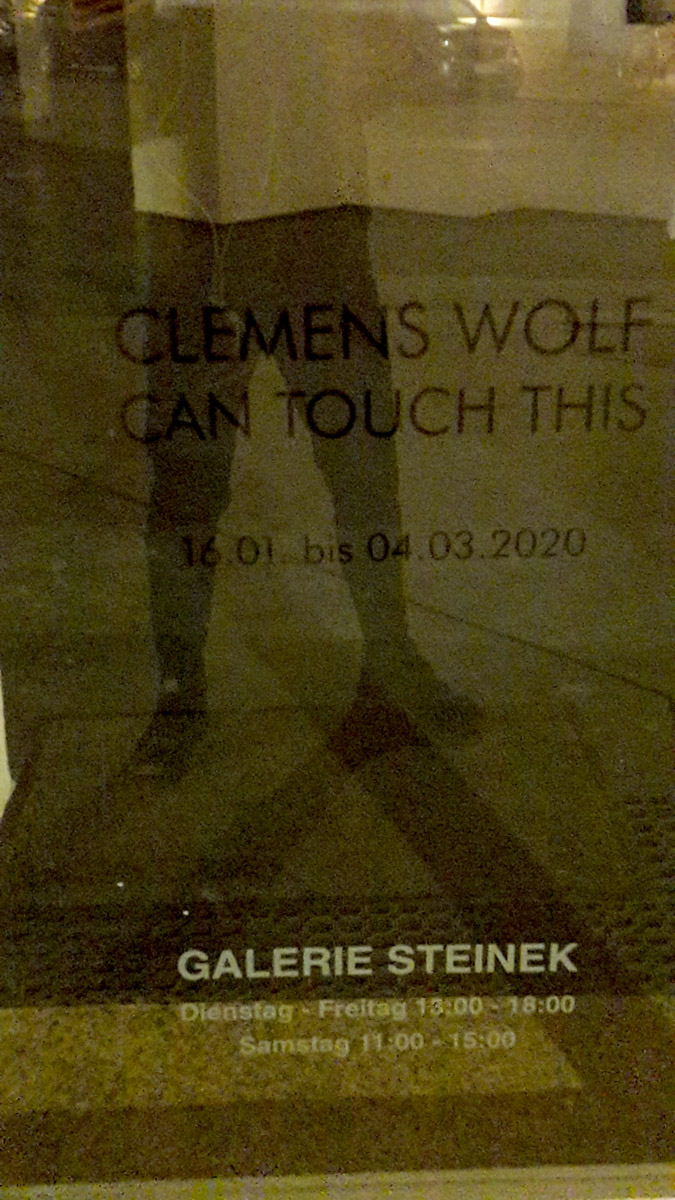 CLEMENS WOLF
CAN TOUCH THIS
16.01. bis 04.03.2020
GALERIE STEINEK
Dienstag - Freitag 13:00 - 18:00
Samstag 11:00 - 15:00